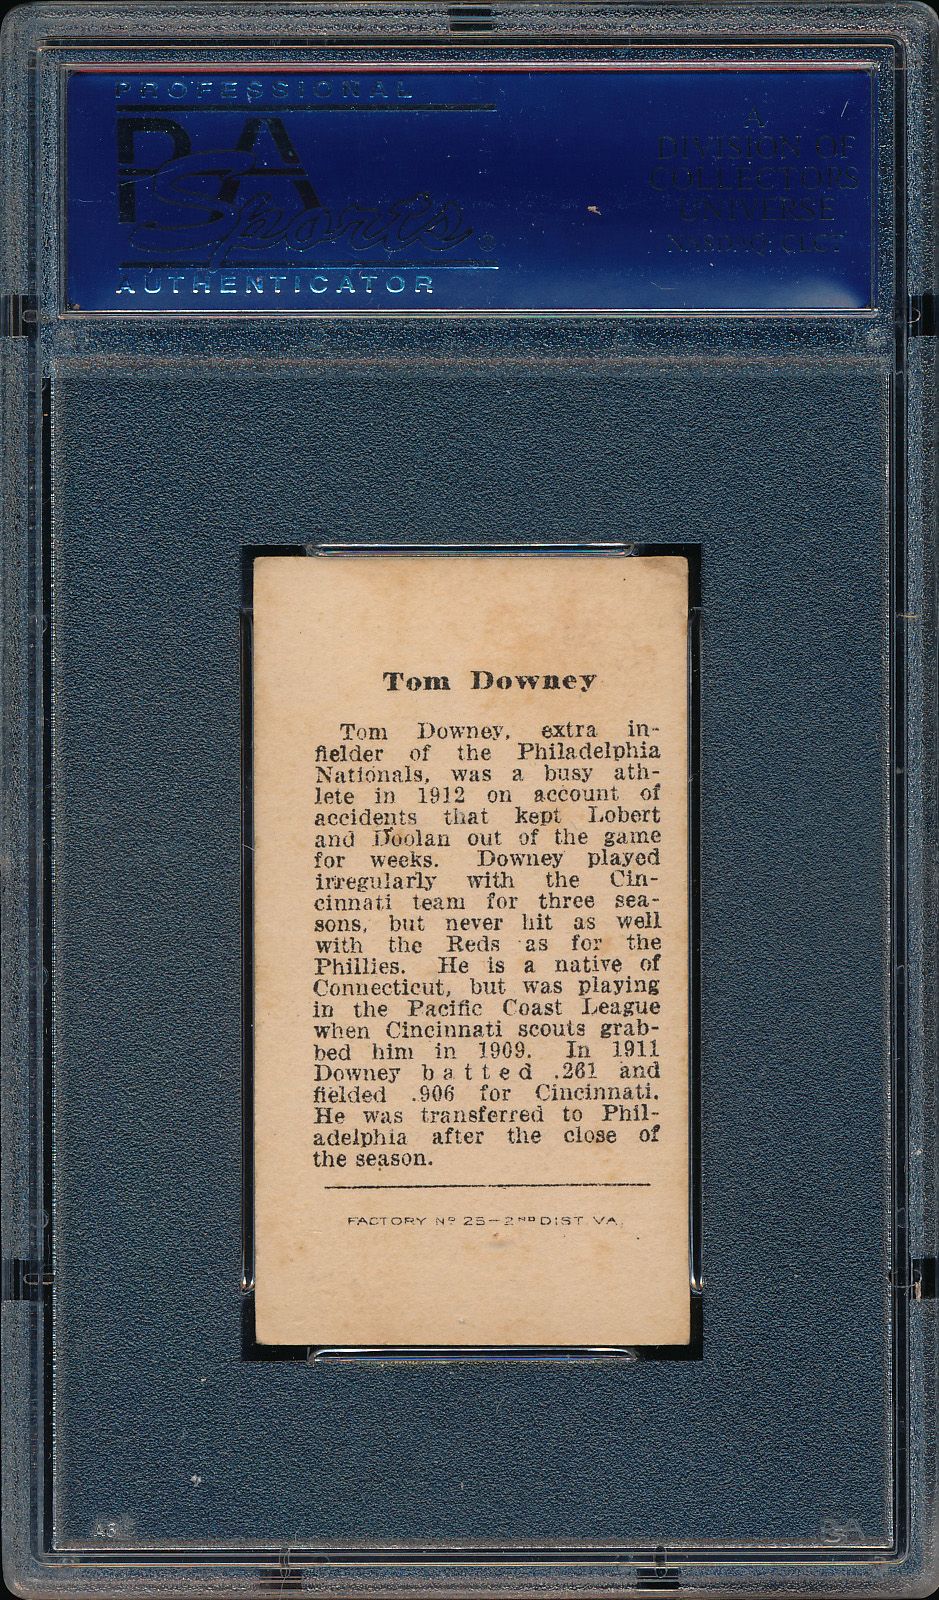 PROFESSIONAL
PSA
Sports®
AUTHENTICATOR
A
DIVISION OF
COLLECTORS
UNIVERSE
NASDAQ: CLCT
Tom Downey
Tom Downey, extra in-
fielder of the Philadelphia
Nationals, was a busy ath-
lete in 1912 on account of
accidents that kept Lobert
and Doolan out of the game
for weeks. Downey played
irregularly with the Cin-
cinnati team for three sea-
sons, but never hit as well
with the Reds as for the
Phillies. He is a native of
Connecticut, but was playing
in the Pacific Coast League
when Cincinnati scouts grab-
bed him in 1909. In 1911
Downey batted .261 and
fielded .906 for Cincinnati.
He was transferred to Phil-
adelphia after the close of
the season.
FACTORY Nº 25-2ND DIST. VA.
A6